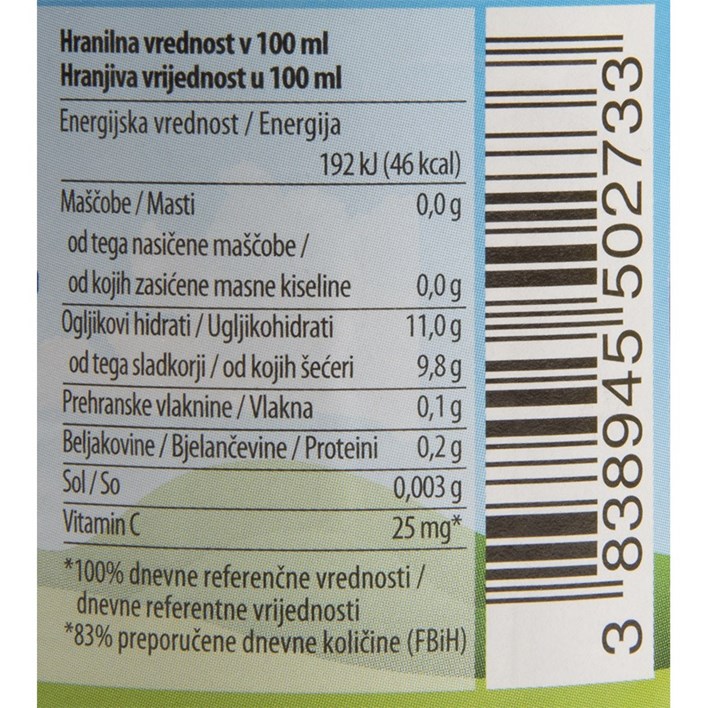 Hranilna vrednost v 100 ml
Hranjiva vrijednost u 100 ml
Energijska vrednost / Energija
192 kJ (46 kcal)
Maščobe / Masti 0,0 g
od tega nasičene maščobe /
od kojih zasićene masne kiseline 0,0 g
Ogljikovi hidrati / Ugljikohidrati 11,0 g
od tega sladkorji / od kojih šećeri 9,8 g
Prehranske vlaknine / Vlakna 0,1 g
Beljakovine / Bjelančevine / Proteini 0,2 g
Sol / So 0,003 g
Vitamin C 25 mg*
*100% dnevne referenčne vrednosti /
dnevne referentne vrijednosti
*83% preporučene dnevne količine (FBiH)
3 838945 502733